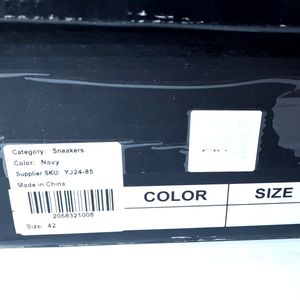 Category: Sneakers
Color: Navy
Supplier SKU: YJ24-85
Made in China
2068321008
Size: 42
COLOR SIZE